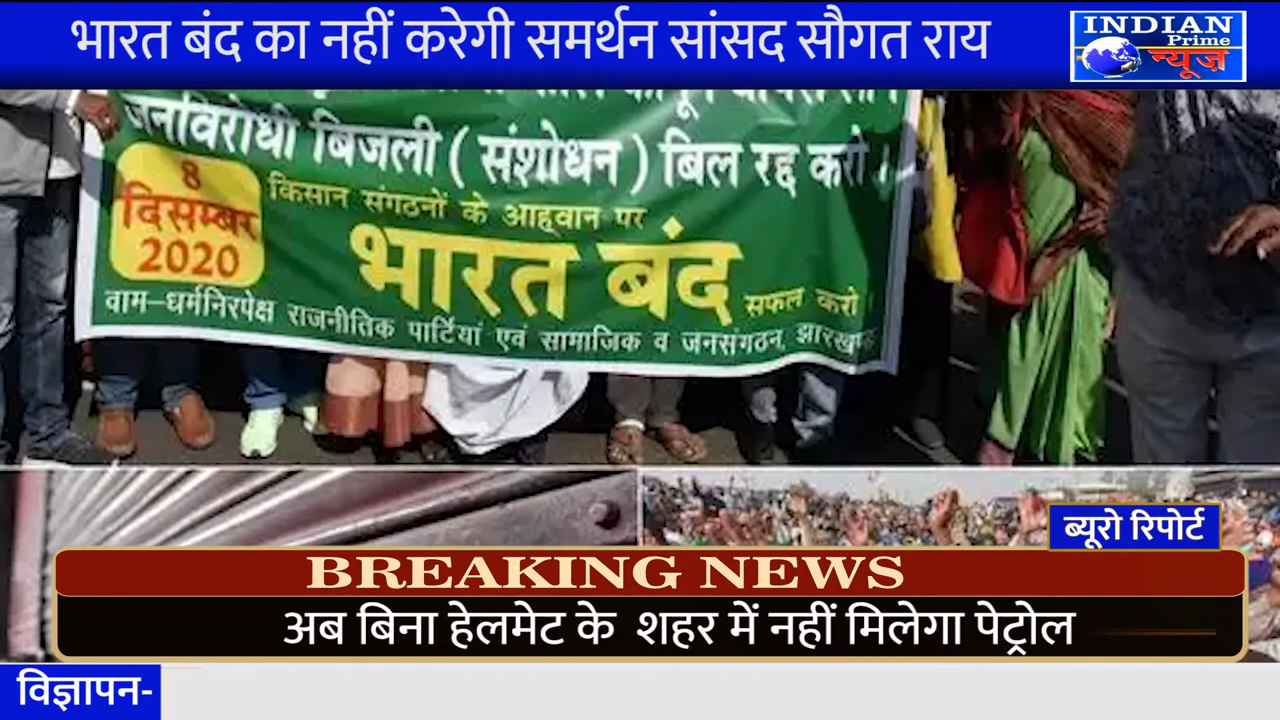 भारत बंद का नहीं करेगी समर्थन सांसद सौगत राय
INDIAN
Prime
न्यूज़
जनविरोधी बिजली ( संशोधन ) बिल रद्द करो ।
8
दिसम्बर
2020
किसान संगठनों के आह्वान पर
भारत बंद सफल करो
वाम-धर्मनिरपेक्ष राजनीतिक पार्टियां एवं सामाजिक व जनसंगठन, झारखण्ड
ब्यूरो रिपोर्ट
BREAKING NEWS
अब बिना हेलमेट के शहर में नहीं मिलेगा पेट्रोल
विज्ञापन-